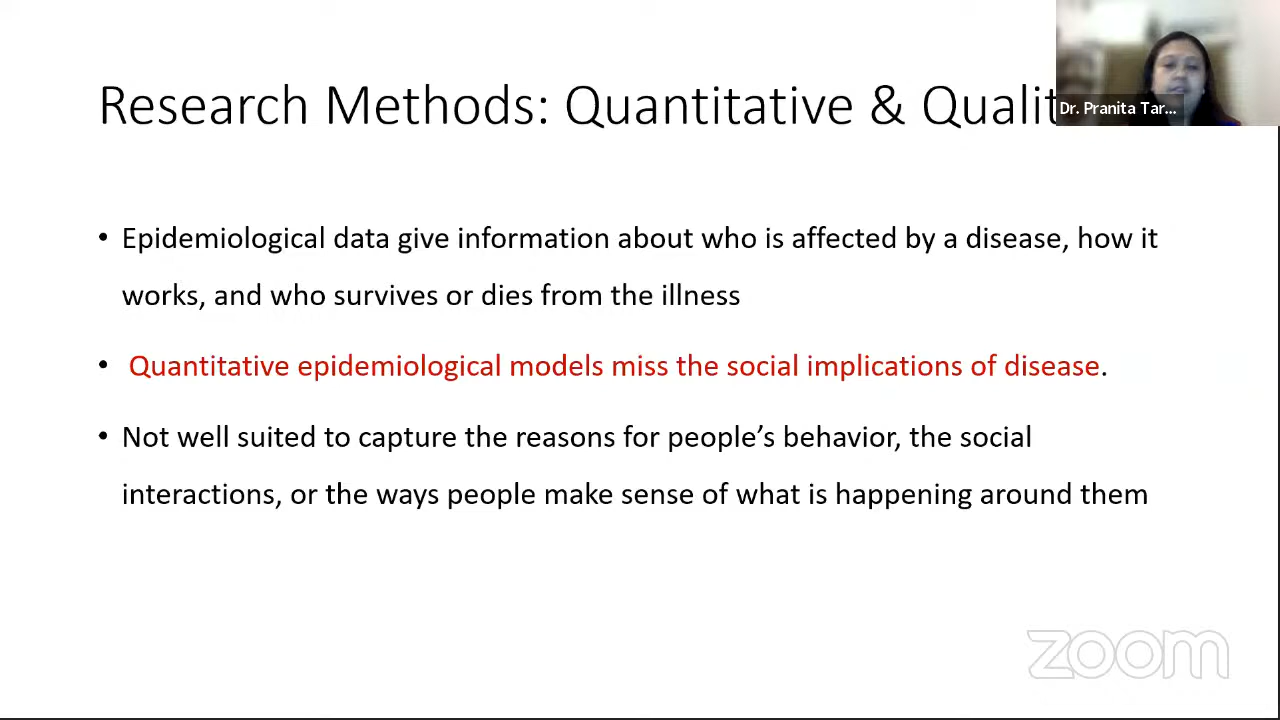 Research Methods: Quantitative & Qualit
Dr. Pranita Tar...
• Epidemiological data give information about who is affected by a disease, how it
works, and who survives or dies from the illness
• Quantitative epidemiological models miss the social implications of disease.
• Not well suited to capture the reasons for people’s behavior, the social
interactions, or the ways people make sense of what is happening around them
zoom